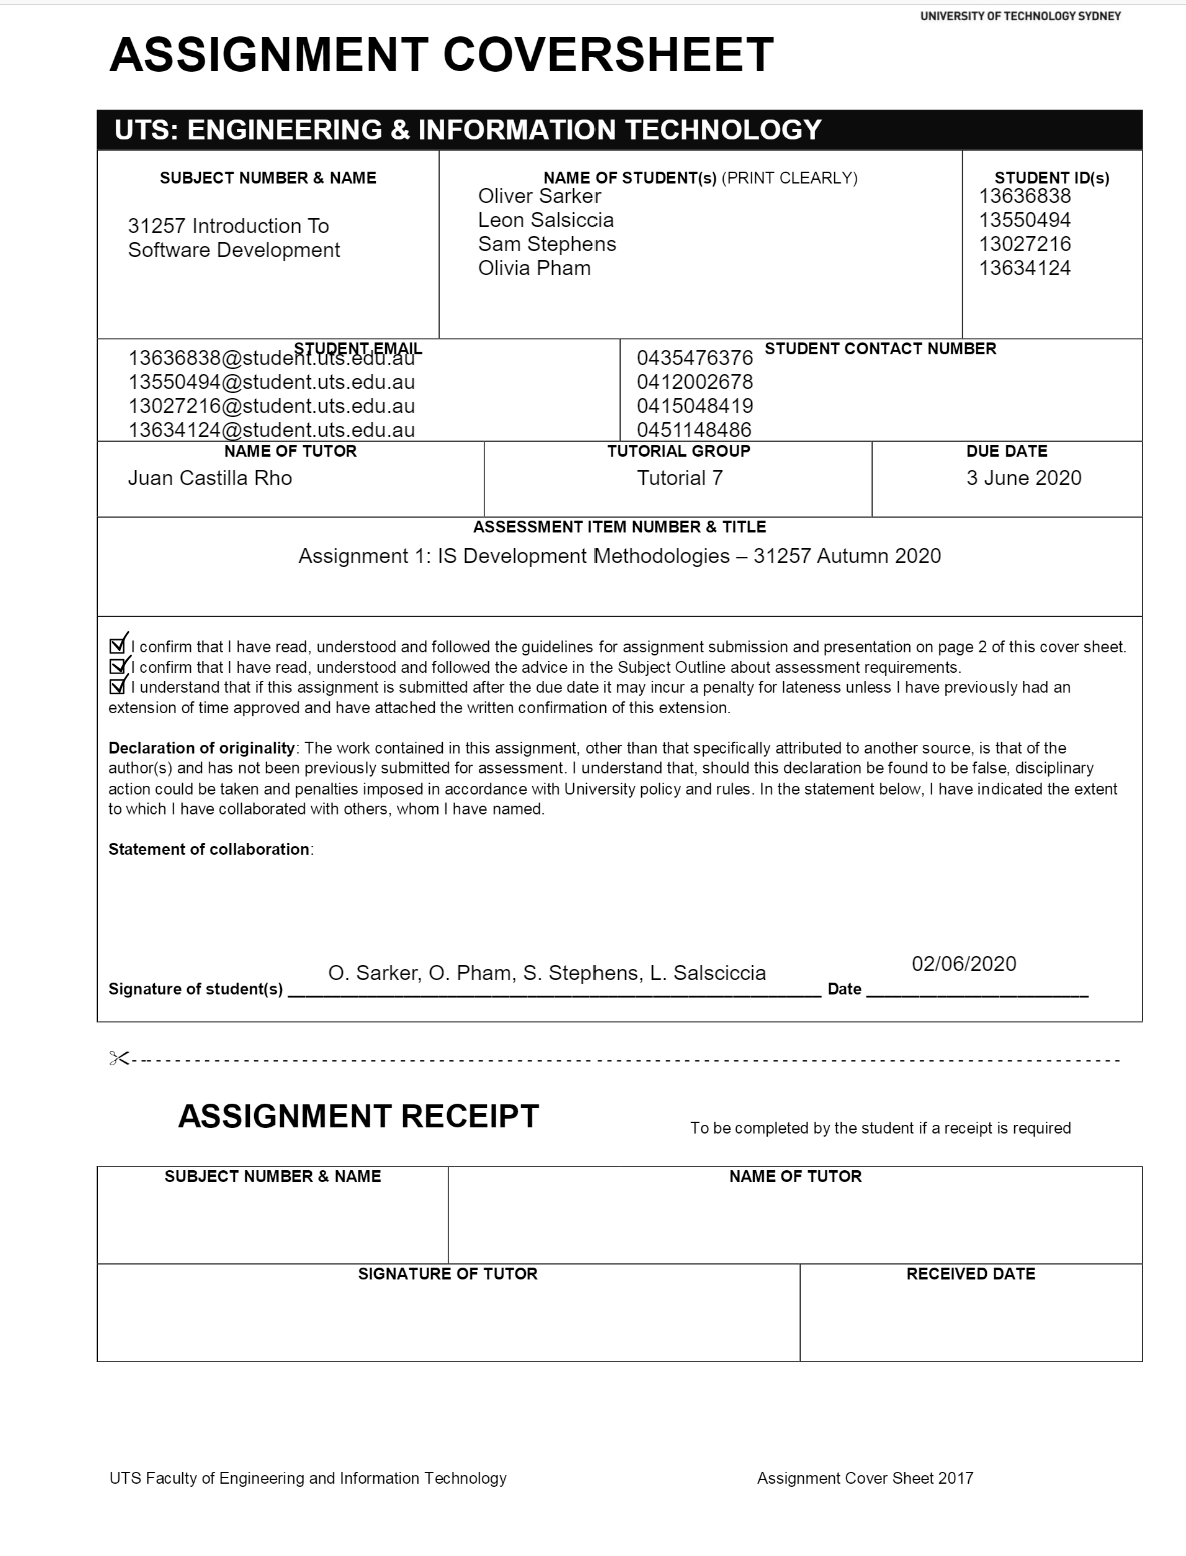 UNIVERSITY OF TECHNOLOGY SYDNEY
ASSIGNMENT COVERSHEET
UTS: ENGINEERING & INFORMATION TECHNOLOGY
SUBJECT NUMBER & NAME
31257 Introduction To
Software Development
NAME OF STUDENT(s) (PRINT CLEARLY)
Oliver Sarker
Leon Salsiccia
Sam Stephens
Olivia Pham
STUDENT ID(s)
13636838
13550494
13027216
13634124
STUDENT EMAIL
13636838@student.uts.edu.au
13550494@student.uts.edu.au
13027216@student.uts.edu.au
13634124@student.uts.edu.au
STUDENT CONTACT NUMBER
0435476376
0412002678
0415048419
0451148486
NAME OF TUTOR
Juan Castilla Rho
TUTORIAL GROUP
Tutorial 7
DUE DATE
3 June 2020
ASSESSMENT ITEM NUMBER & TITLE
Assignment 1: IS Development Methodologies – 31257 Autumn 2020
I confirm that I have read, understood and followed the guidelines for assignment submission and presentation on page 2 of this cover sheet.
I confirm that I have read, understood and followed the advice in the Subject Outline about assessment requirements.
I understand that if this assignment is submitted after the due date it may incur a penalty for lateness unless I have previously had an
extension of time approved and have attached the written confirmation of this extension.
Declaration of originality: The work contained in this assignment, other than that specifically attributed to another source, is that of the
author(s) and has not been previously submitted for assessment. I understand that, should this declaration be found to be false, disciplinary
action could be taken and penalties imposed in accordance with University policy and rules. In the statement below, I have indicated the extent
to which I have collaborated with others, whom I have named.
Statement of collaboration:
O. Sarker, O. Pham, S. Stephens, L. Salsciccia
02/06/2020
Signature of student(s) Date
ASSIGNMENT RECEIPT
To be completed by the student if a receipt is required
SUBJECT NUMBER & NAME
NAME OF TUTOR
SIGNATURE OF TUTOR
RECEIVED DATE
UTS Faculty of Engineering and Information Technology
Assignment Cover Sheet 2017